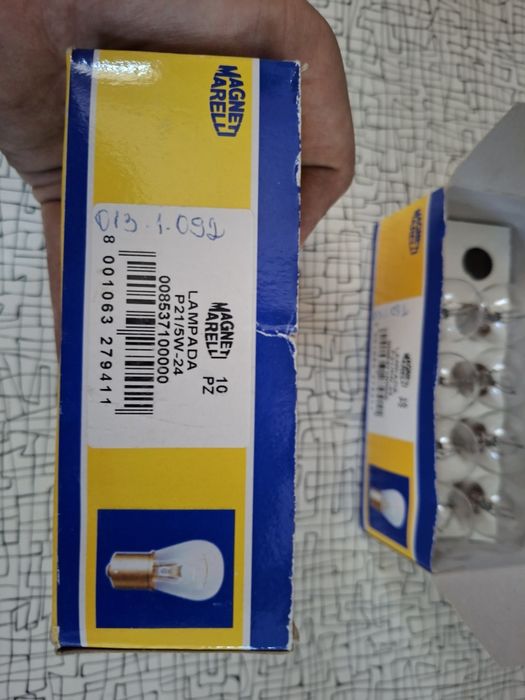 MAGNETI
MARELLI
013.1.092
MAGNETI
MARELLI
10
PZ
LAMPADA
P21/5W-24
008537100000
8 001063 279411
MAGNETI
MARELLI